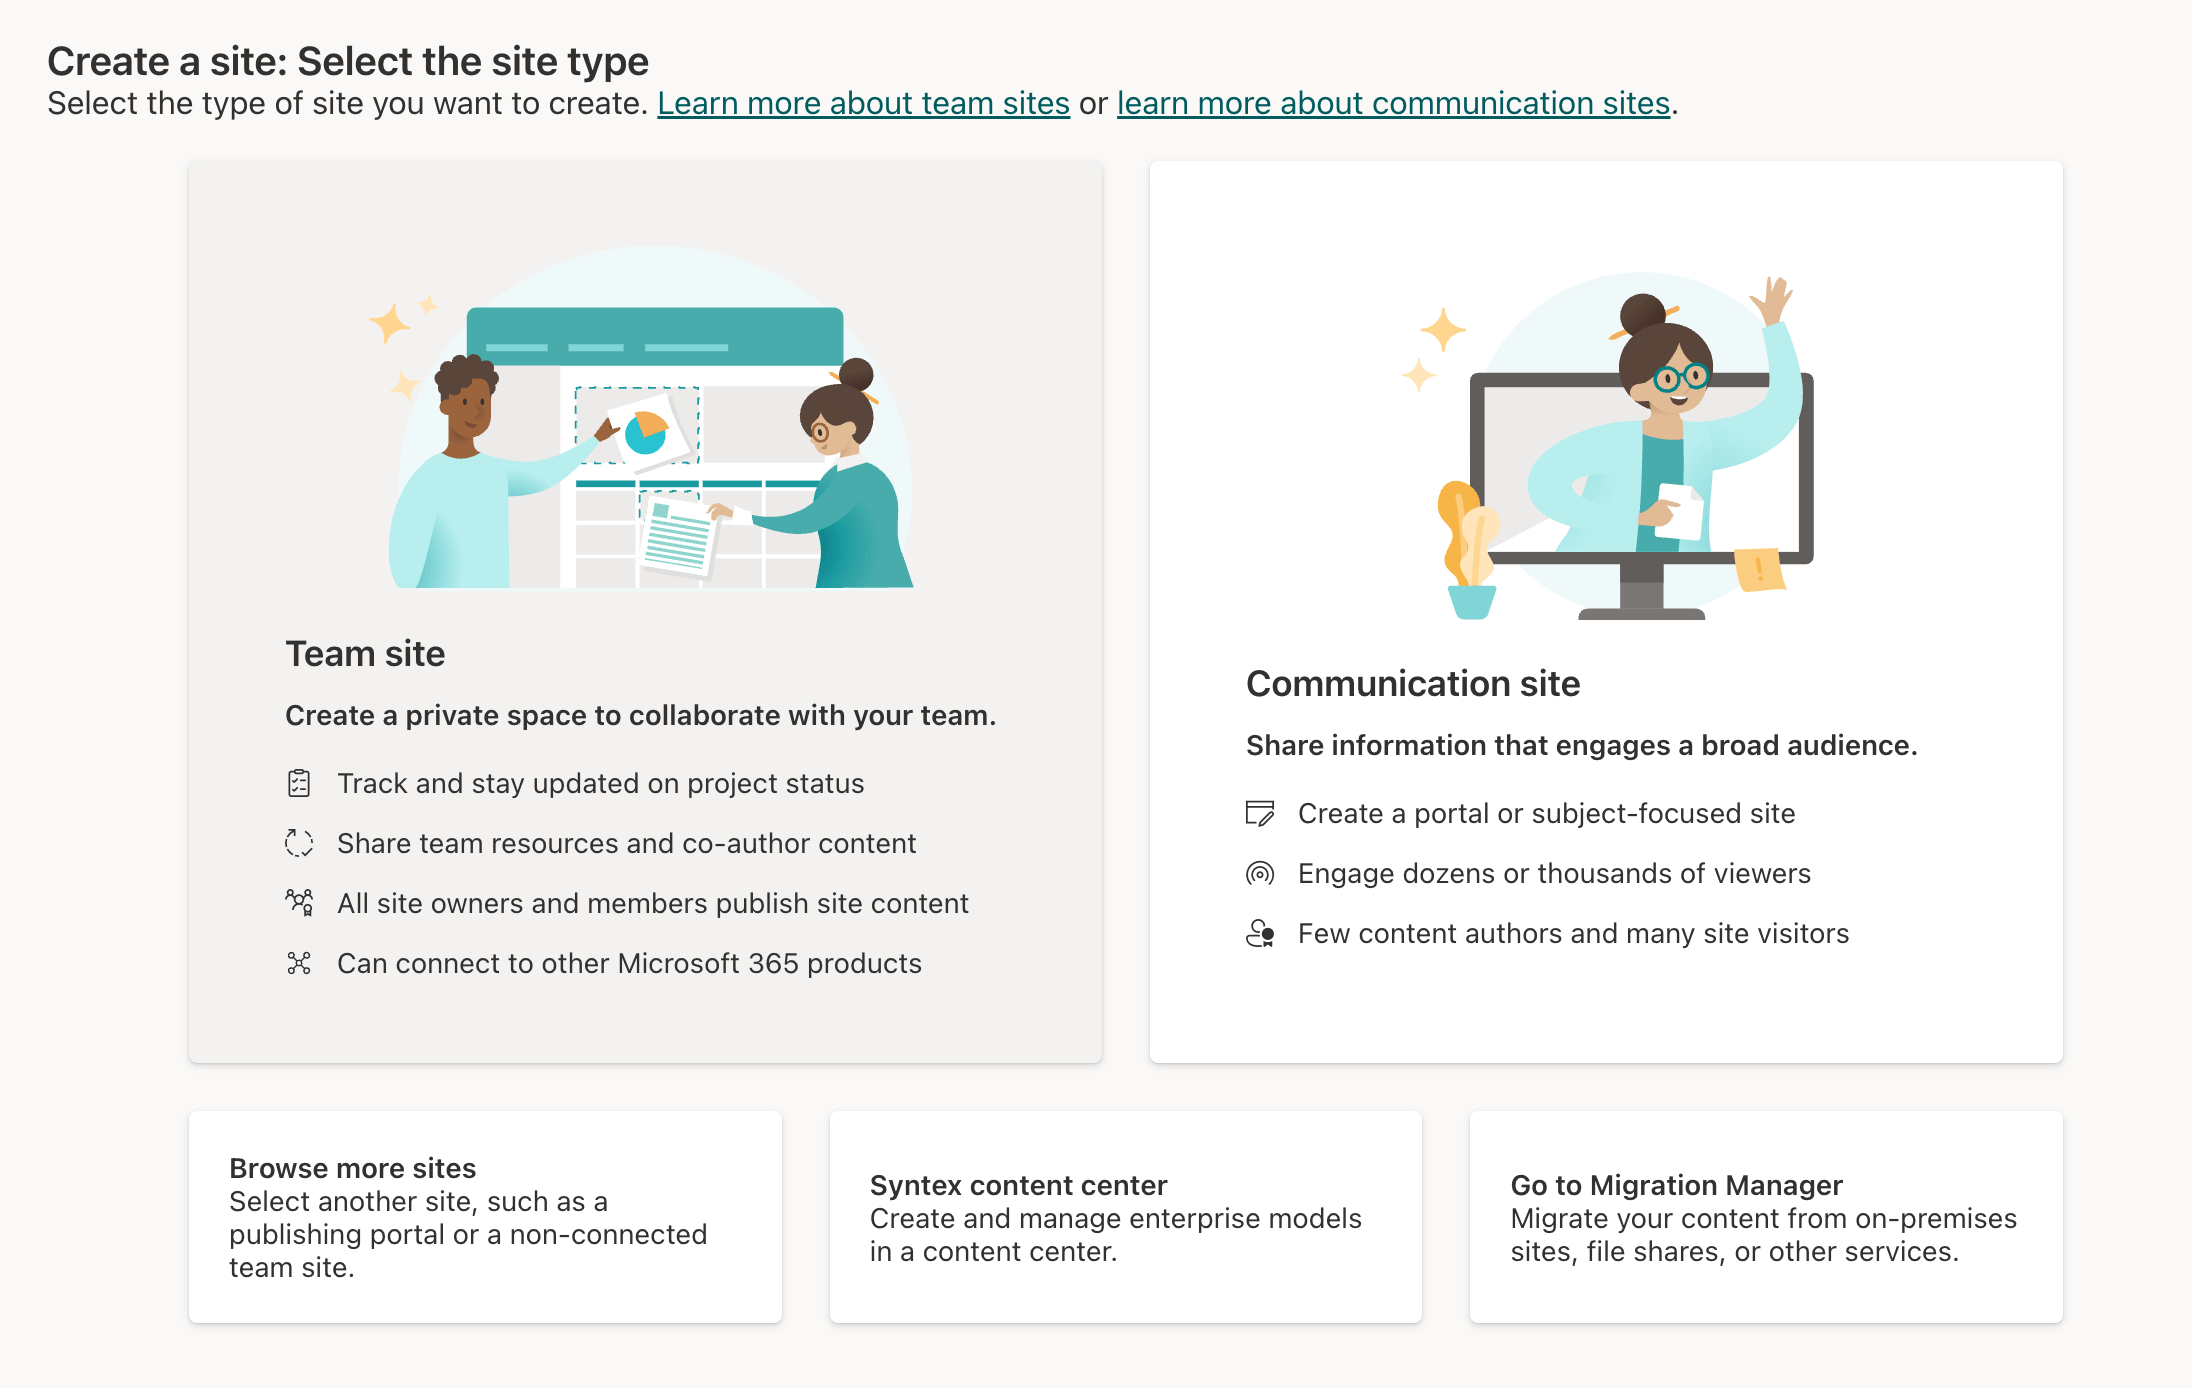 Create a site: Select the site type
Select the type of site you want to create. Learn more about team sites or learn more about communication sites.
Team site
Create a private space to collaborate with your team.
Track and stay updated on project status
Share team resources and co-author content
All site owners and members publish site content
Can connect to other Microsoft 365 products
Communication site
Share information that engages a broad audience.
Create a portal or subject-focused site
Engage dozens or thousands of viewers
Few content authors and many site visitors
Browse more sites
Select another site, such as a
publishing portal or a non-connected
team site.
Syntex content center
Create and manage enterprise models
in a content center.
Go to Migration Manager
Migrate your content from on-premises
sites, file shares, or other services.